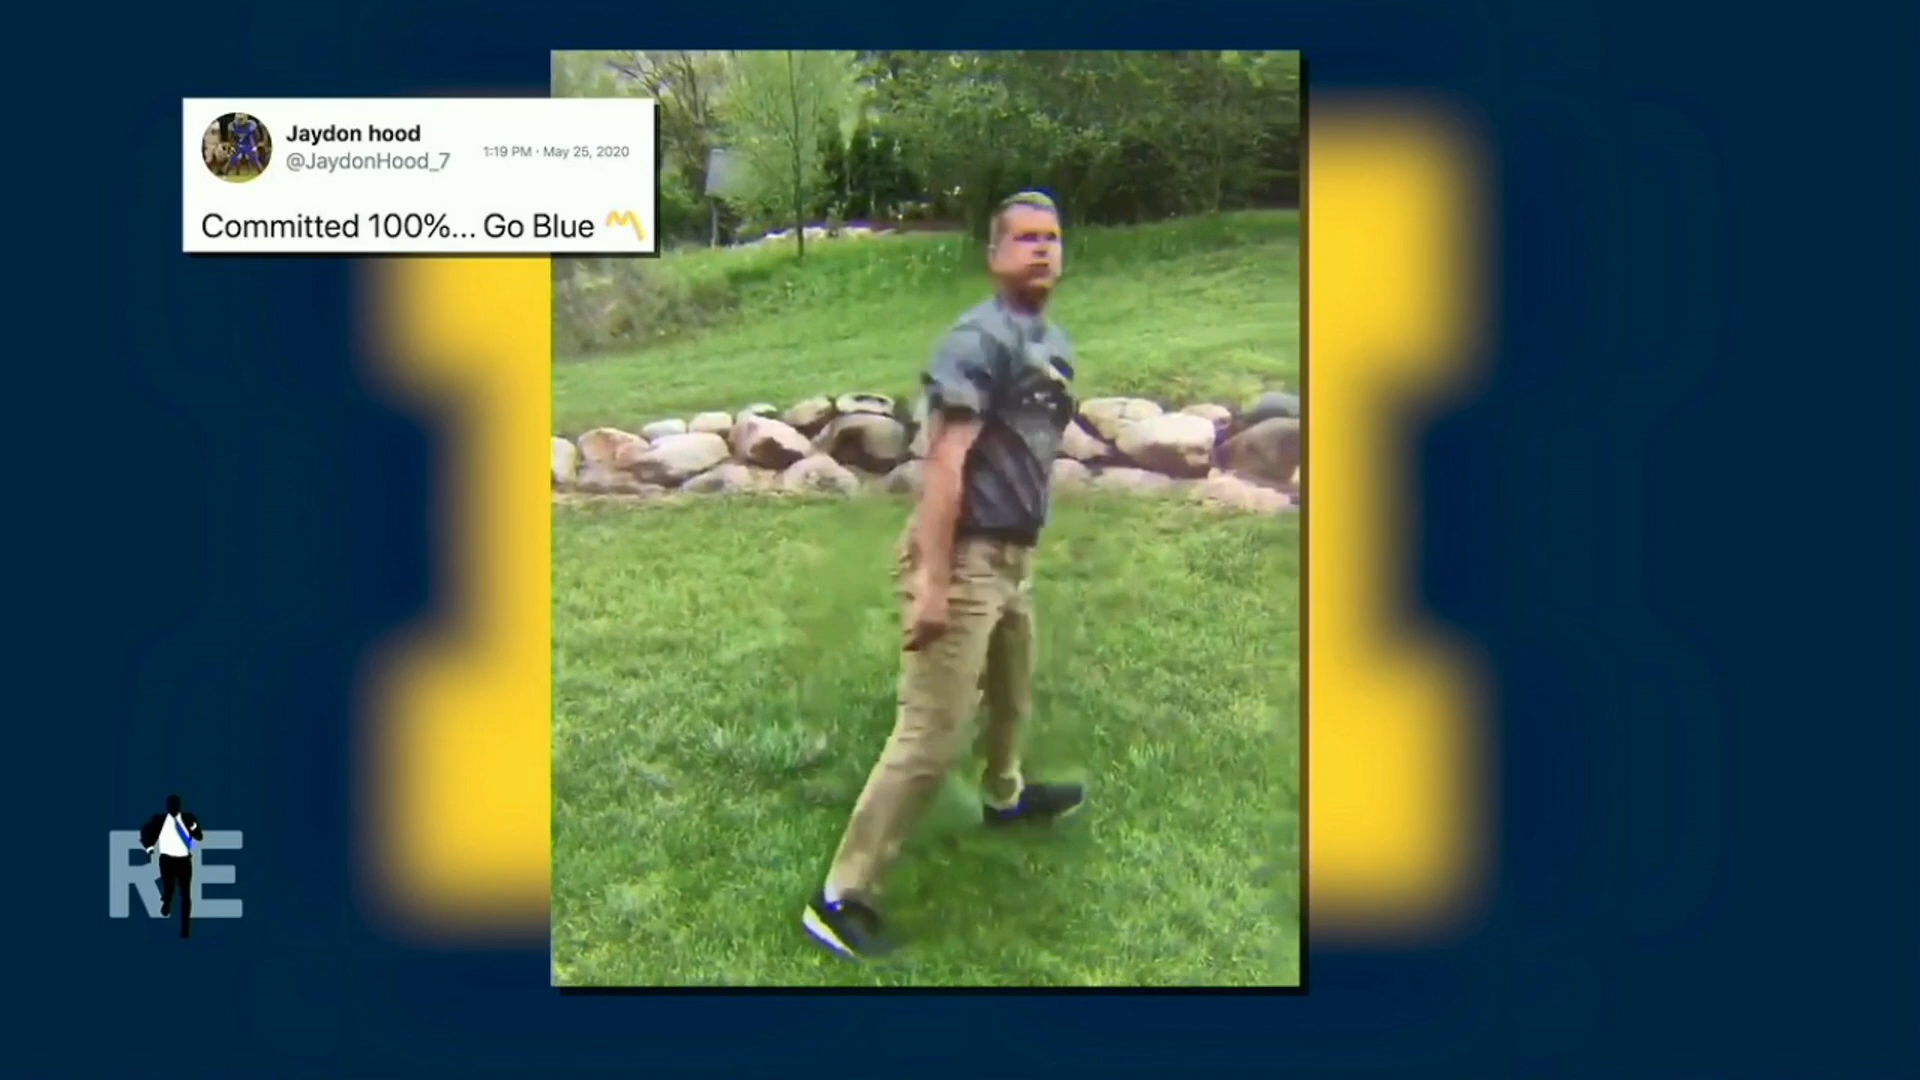 Jaydon hood
@JaydonHood_7
1:19 PM · May 25, 2020
Committed 100%... Go Blue 〽️
RE